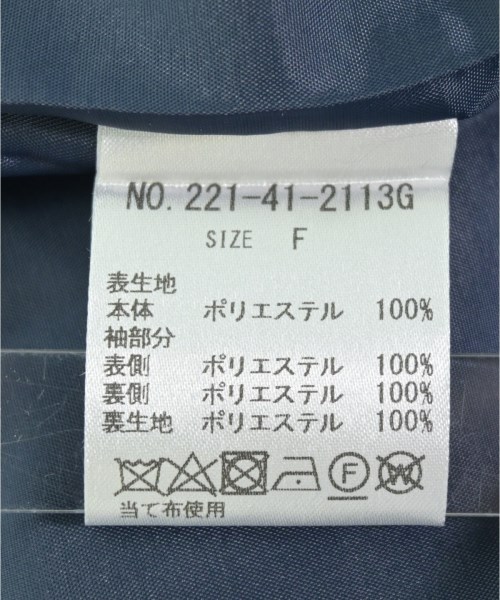 NO. 221-41-2113G
SIZE F
表生地
本体 ポリエステル 100%
袖部分
表側 ポリエステル 100%
裏側 ポリエステル 100%
裏生地 ポリエステル 100%
F W
当て布使用